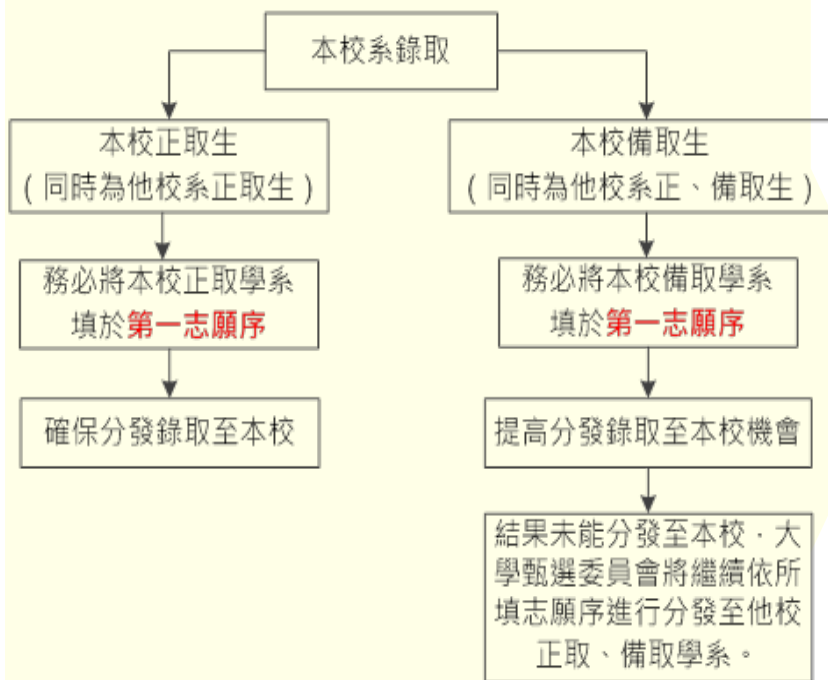 本校系錄取
本校正取生
(同時為他校系正取生)
務必將本校正取學系
填於第一志願序
確保分發錄取至本校
本校備取生
(同時為他校系正、備取生)
務必將本校備取學系
填於第一志願序
提高分發錄取至本校機會
結果未能分發至本校．大
學甄選委員會將繼續依所
填志願序進行分發至他校
正取、備取學系。